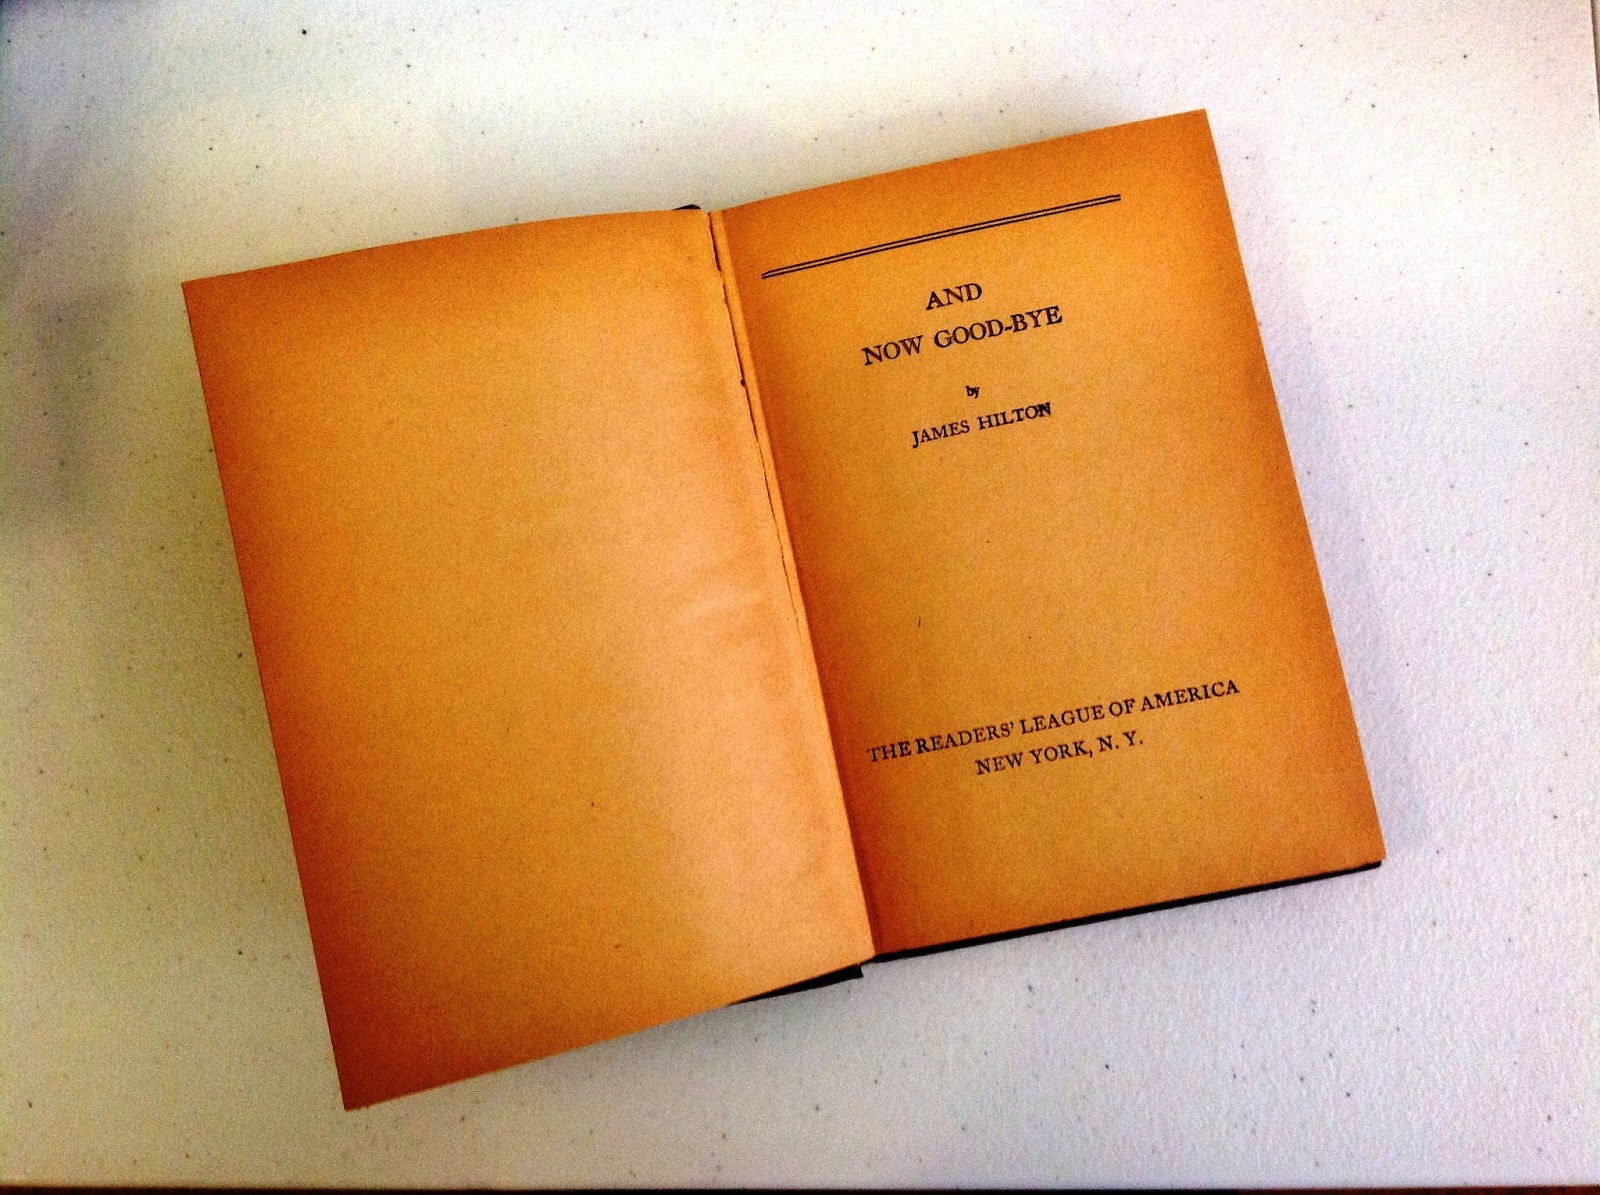 AND
NOW GOOD-BYE
by
JAMES HILTON
THE READERS' LEAGUE OF AMERICA
NEW YORK, N. Y.